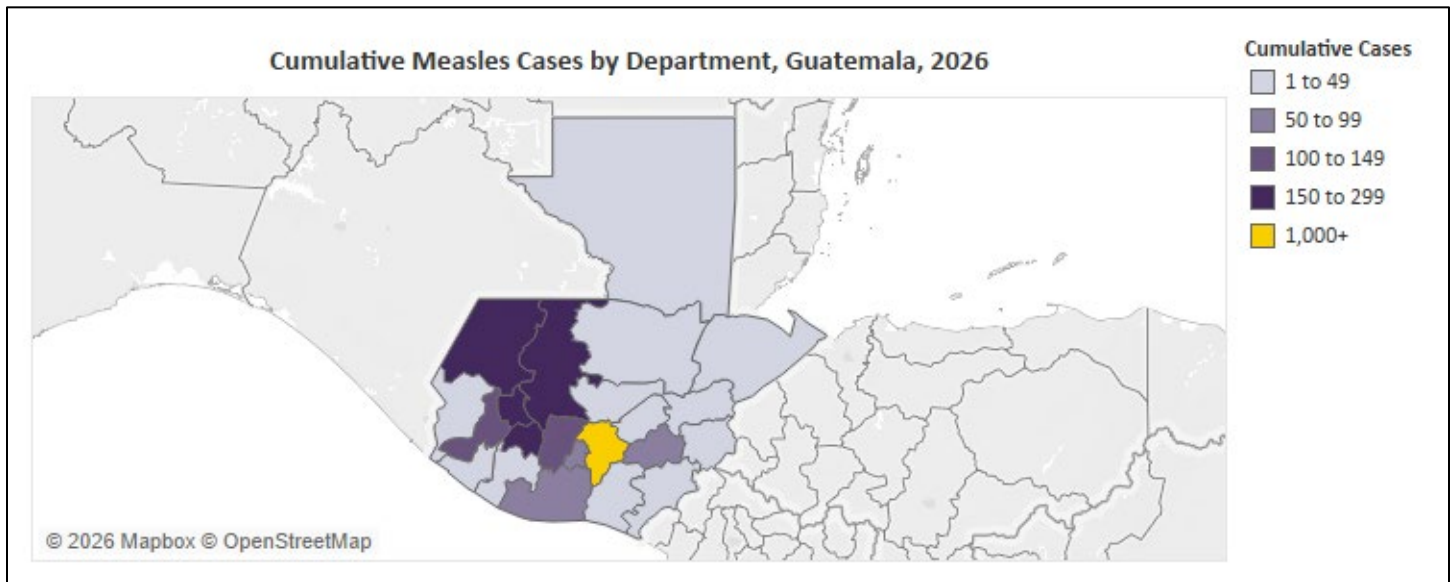 Cumulative Measles Cases by Department, Guatemala, 2026
Cumulative Cases
1 to 49
50 to 99
100 to 149
150 to 299
1,000+
© 2026 Mapbox © OpenStreetMap